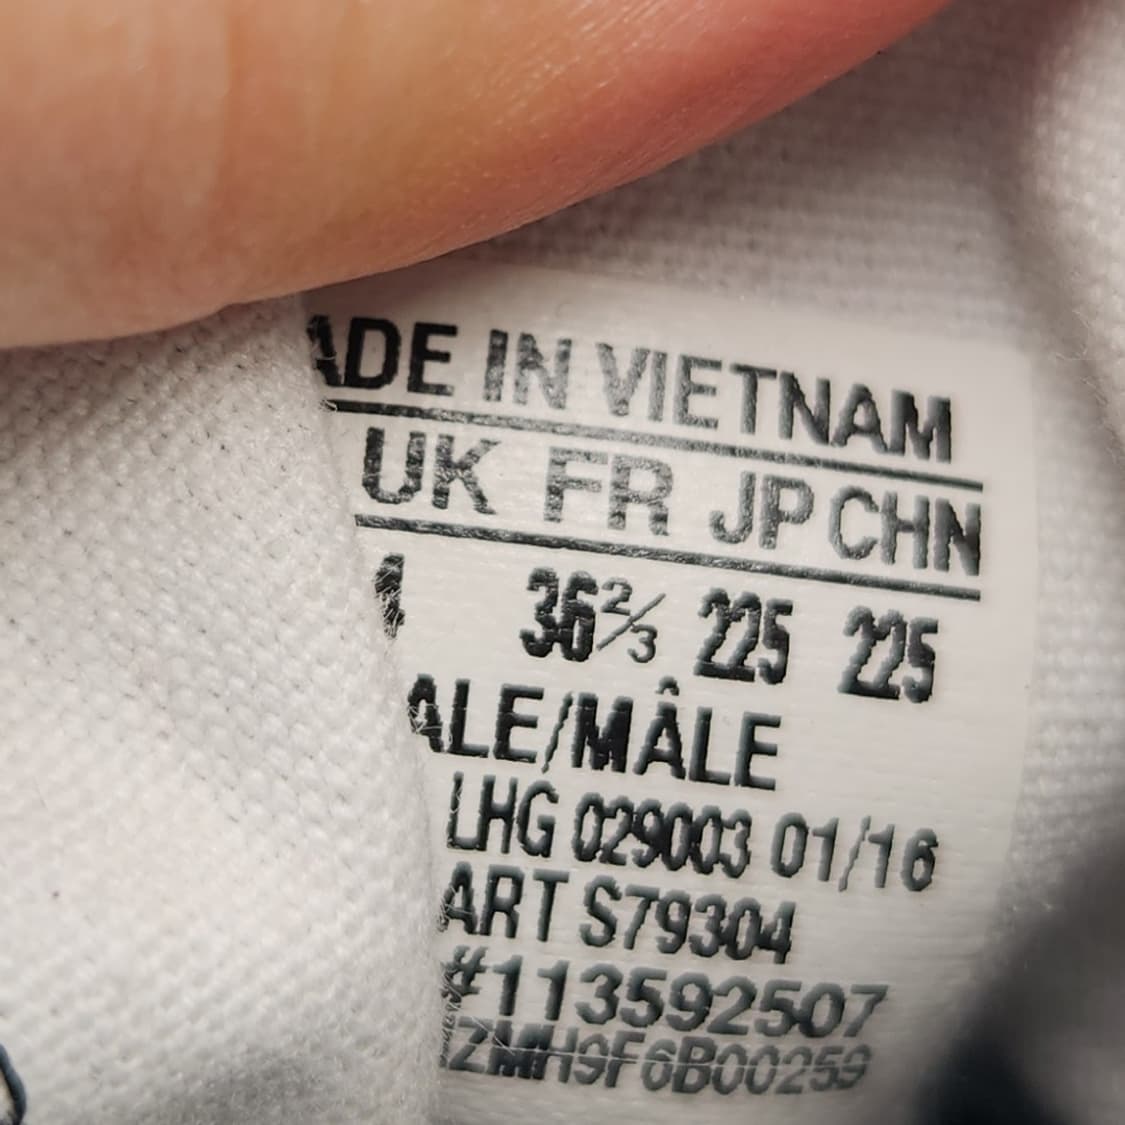 ADE IN VIETNAM
UK FR JP CHN
4 36⅔ 225 225
ALE/MÂLE
LHG 029003 01/16
ART S79304
#113592507
ZMH9F6B00259